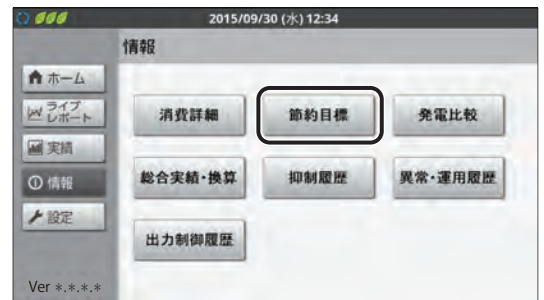 2015/09/30 (水) 12:34
情報
ホーム
ライブ
レポート
実績
情報
設定
消費詳細
節約目標
発電比較
総合実績・換算
抑制履歴
異常・運用履歴
出力制御履歴
Ver *.*.*.*